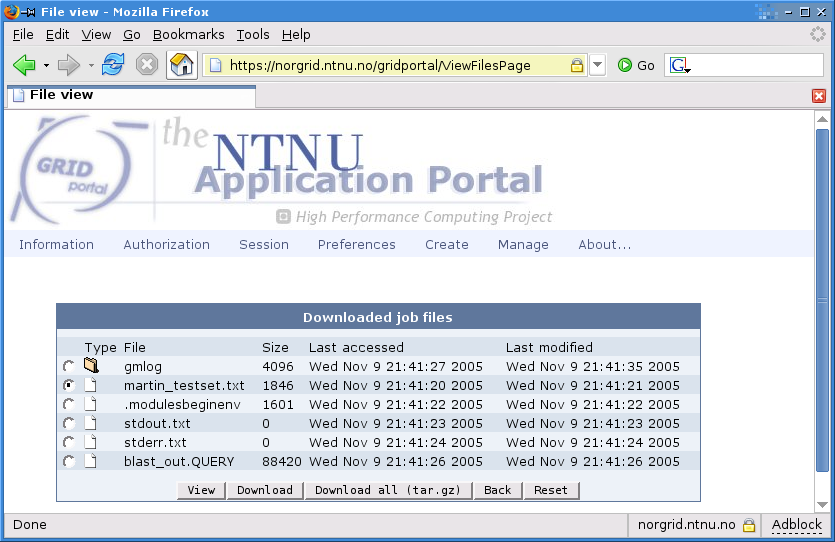 File view - Mozilla Firefox
File Edit View Go Bookmarks Tools Help
https://norgrid.ntnu.no/gridportal/ViewFilesPage Go G
File view
GRID portal
the NTNU
Application Portal
High Performance Computing Project
Information Authorization Session Preferences Create Manage About...
Downloaded job files
Type File Size Last accessed Last modified
gmlog 4096 Wed Nov 9 21:41:27 2005 Wed Nov 9 21:41:35 2005
martin_testset.txt 1846 Wed Nov 9 21:41:20 2005 Wed Nov 9 21:41:21 2005
.modulesbeginenv 1601 Wed Nov 9 21:41:22 2005 Wed Nov 9 21:41:22 2005
stdout.txt 0 Wed Nov 9 21:41:23 2005 Wed Nov 9 21:41:23 2005
stderr.txt 0 Wed Nov 9 21:41:24 2005 Wed Nov 9 21:41:24 2005
blast_out.QUERY 88420 Wed Nov 9 21:41:26 2005 Wed Nov 9 21:41:26 2005
View Download Download all (tar.gz) Back Reset
Done norgrid.ntnu.no Adblock